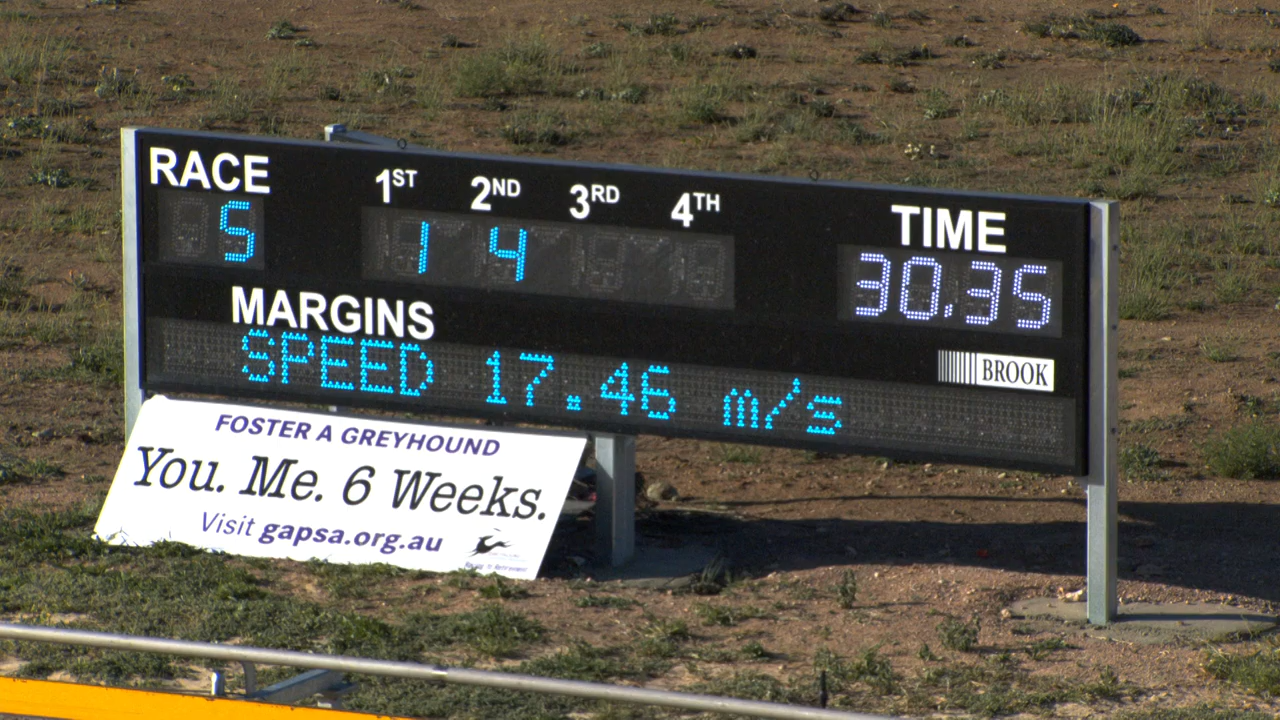 RACE 1ST 2ND 3RD 4TH TIME
5 1 4 30.35
MARGINS
SPEED 17.46 m/s
BROOK
FOSTER A GREYHOUND
You. Me. 6 Weeks.
Visit gapsa.org.au